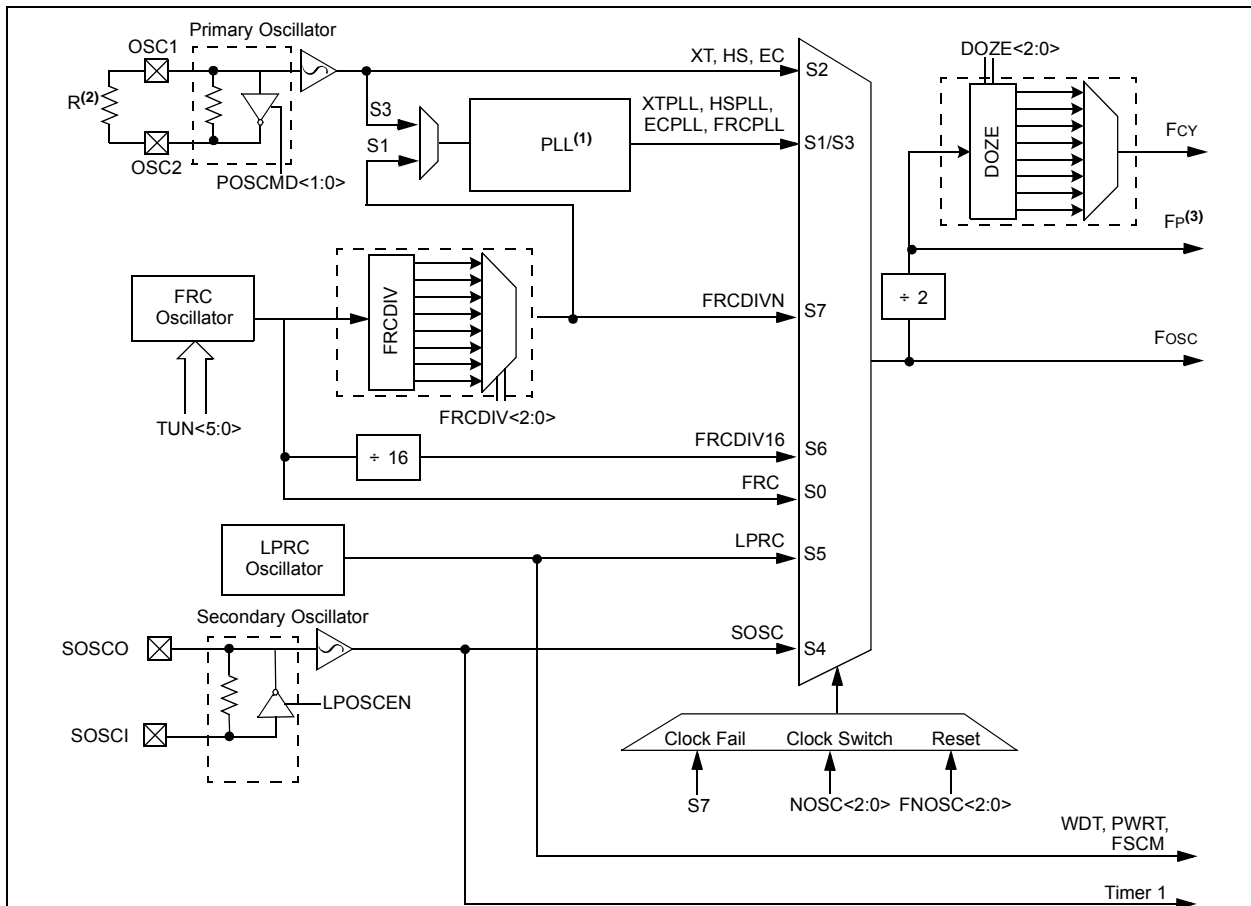 Primary Oscillator
OSC1
R(2)
OSC2
POSCMD<1:0>
S3
S1
PLL(1)
XT, HS, EC
S2
XTPLL, HSPLL,
ECPLL, FRCPLL
S1/S3
DOZE<2:0>
DOZE
FCY
FP(3)
÷ 2
FOSC
FRC
Oscillator
TUN<5:0>
FRCDIV
FRCDIV<2:0>
FRCDIVN
S7
÷ 16
FRCDIV16
S6
FRC
S0
LPRC
Oscillator
LPRC
S5
Secondary Oscillator
SOSCO
SOSCI
LPOSCEN
SOSC
S4
Clock Fail
Clock Switch
Reset
S7
NOSC<2:0>
FNOSC<2:0>
WDT, PWRT,
FSCM
Timer 1